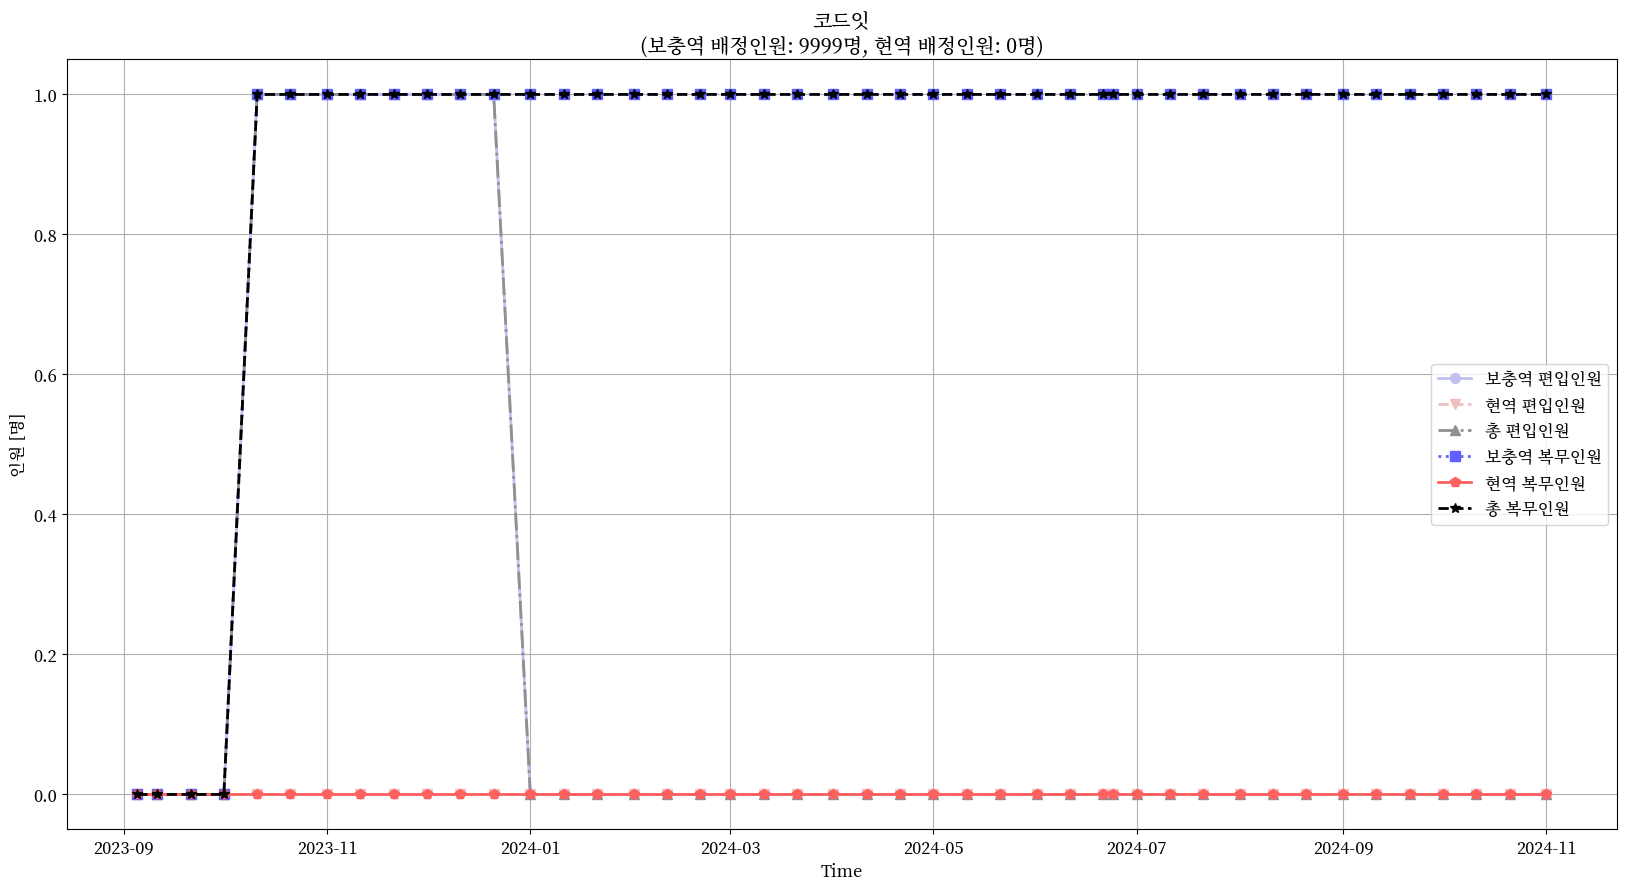 코드잇
(보충역 배정인원: 9999명, 현역 배정인원: 0명)
1.0
0.8
0.6
0.4
0.2
0.0
인원 [명]
보충역 편입인원
현역 편입인원
총 편입인원
보충역 복무인원
현역 복무인원
총 복무인원
2023-09 2023-11 2024-01 2024-03 2024-05 2024-07 2024-09 2024-11
Time